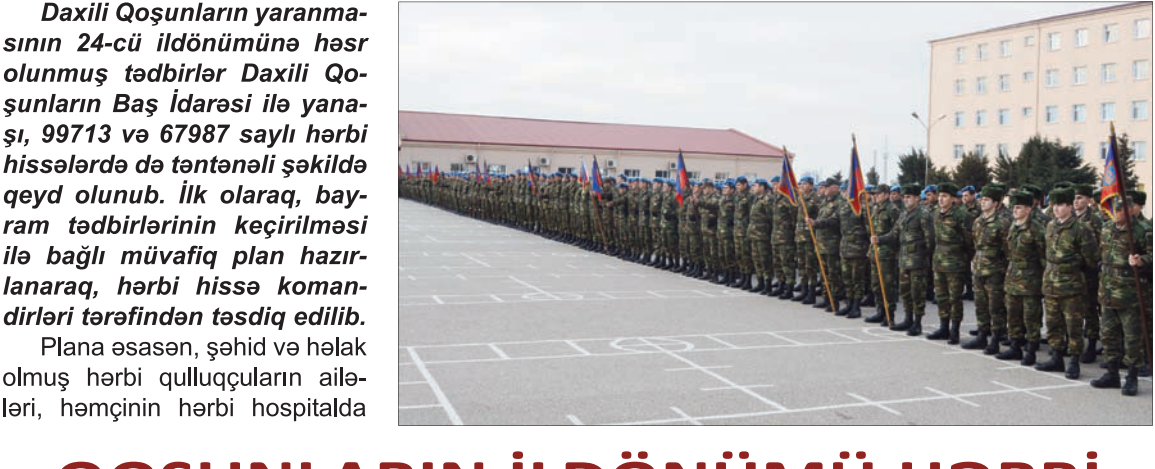 Daxili Qoşunların yaranma-
sının 24-cü ildönümünə həsr
olunmuş tədbirlər Daxili Qo-
şunların Baş İdarəsi ilə yana-
şı, 99713 və 67987 saylı hərbi
hissələrdə də təntənəli şəkildə
qeyd olunub. İlk olaraq, bay-
ram tədbirlərinin keçirilməsi
ilə bağlı müvafiq plan hazır-
lanaraq, hərbi hissə koman-
dirləri tərəfindən təsdiq edilib.
Plana əsasən, şəhid və həlak
olmuş hərbi qulluqçuların ailə-
ləri, həmçinin hərbi hospitalda
QOŞUNLARIN İLDÖNÜMÜ HƏRBİ